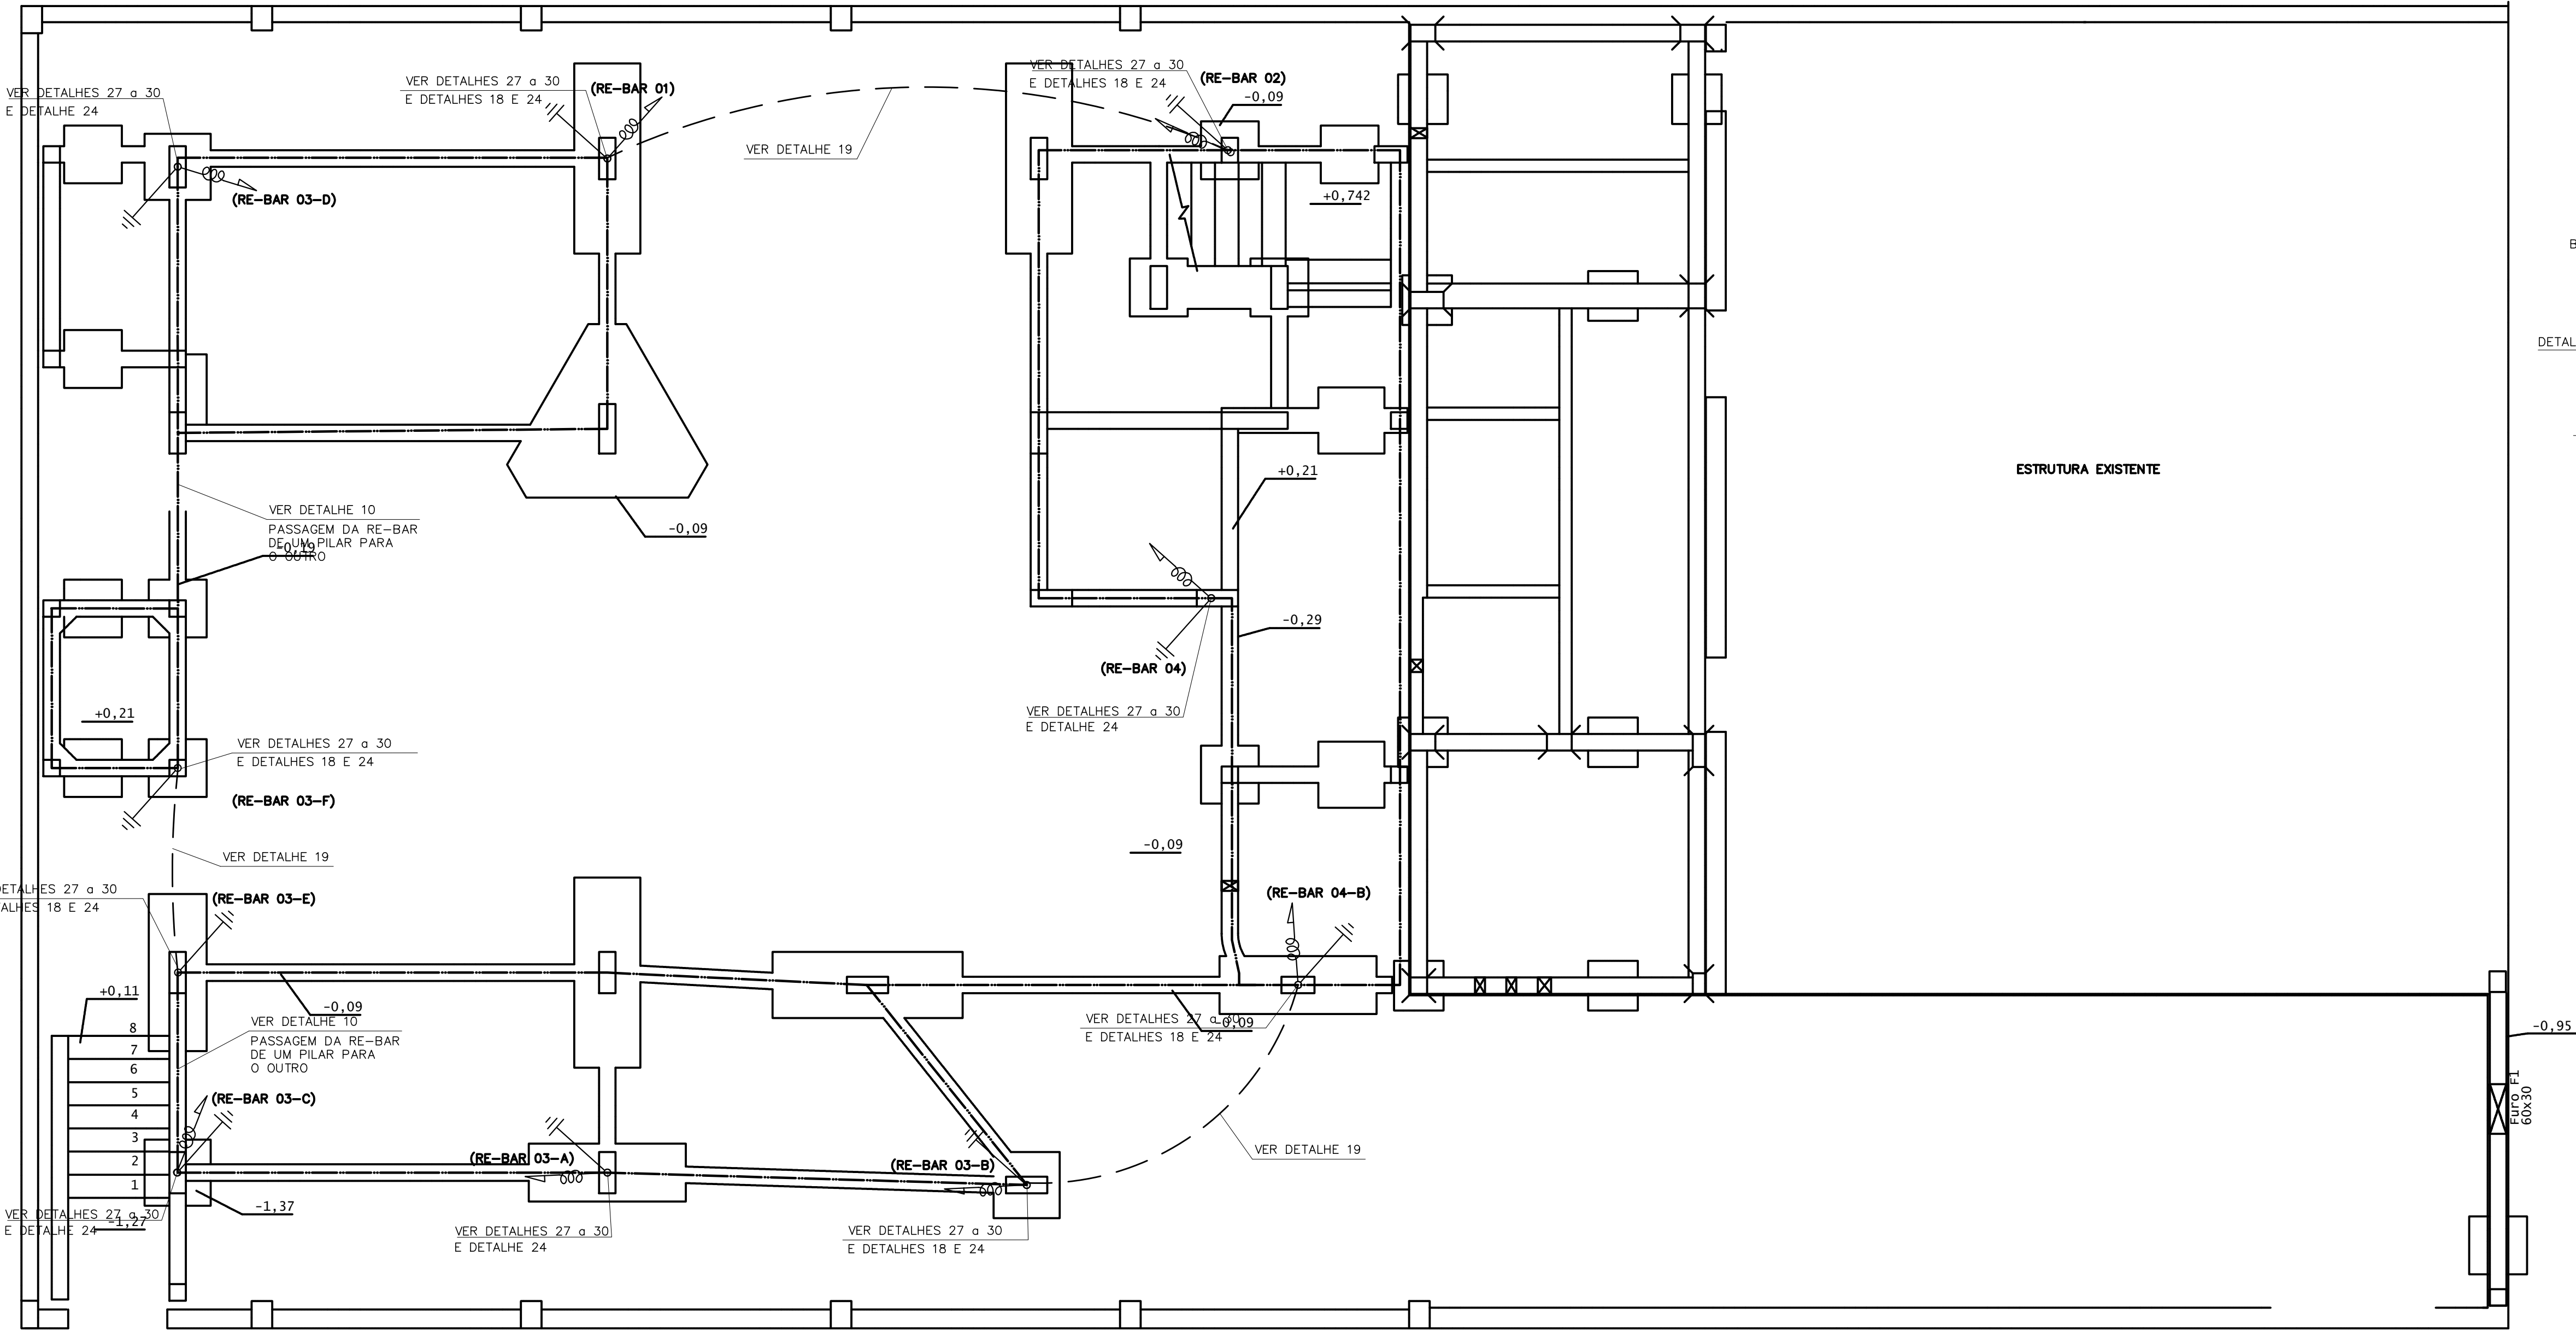 VER DETALHES 27 a 30
E DETALHE 24
(RE-BAR 03-D)
VER DETALHES 27 a 30
E DETALHES 18 E 24
(RE-BAR 01)
VER DETALHE 19
VER DETALHES 27 a 30
E DETALHES 18 E 24
(RE-BAR 02)
-0,09
+0,742
B
DETAL
ESTRUTURA EXISTENTE
+0,21
-0,09
VER DETALHE 10
PASSAGEM DA RE-BAR
DE UM PILAR PARA
O OUTRO
-0,19
-0,29
(RE-BAR 04)
VER DETALHES 27 a 30
E DETALHE 24
+0,21
VER DETALHES 27 a 30
E DETALHES 18 E 24
(RE-BAR 03-F)
VER DETALHE 19
-0,09
DETALHES 27 a 30
TALHES 18 E 24
(RE-BAR 03-E)
(RE-BAR 04-B)
+0,11
-0,09
VER DETALHE 10
PASSAGEM DA RE-BAR
DE UM PILAR PARA
O OUTRO
VER DETALHES 27 a 30
E DETALHES 18 E 24
-0,09
-0,95
8
7
6
5
4
3
2
1
(RE-BAR 03-C)
Furo F1
60x30
VER DETALHE 19
(RE-BAR 03-A)
(RE-BAR 03-B)
-1,37
VER DETALHES 27 a 30
E DETALHE 24
-1,27
VER DETALHES 27 a 30
E DETALHE 24
VER DETALHES 27 a 30
E DETALHES 18 E 24